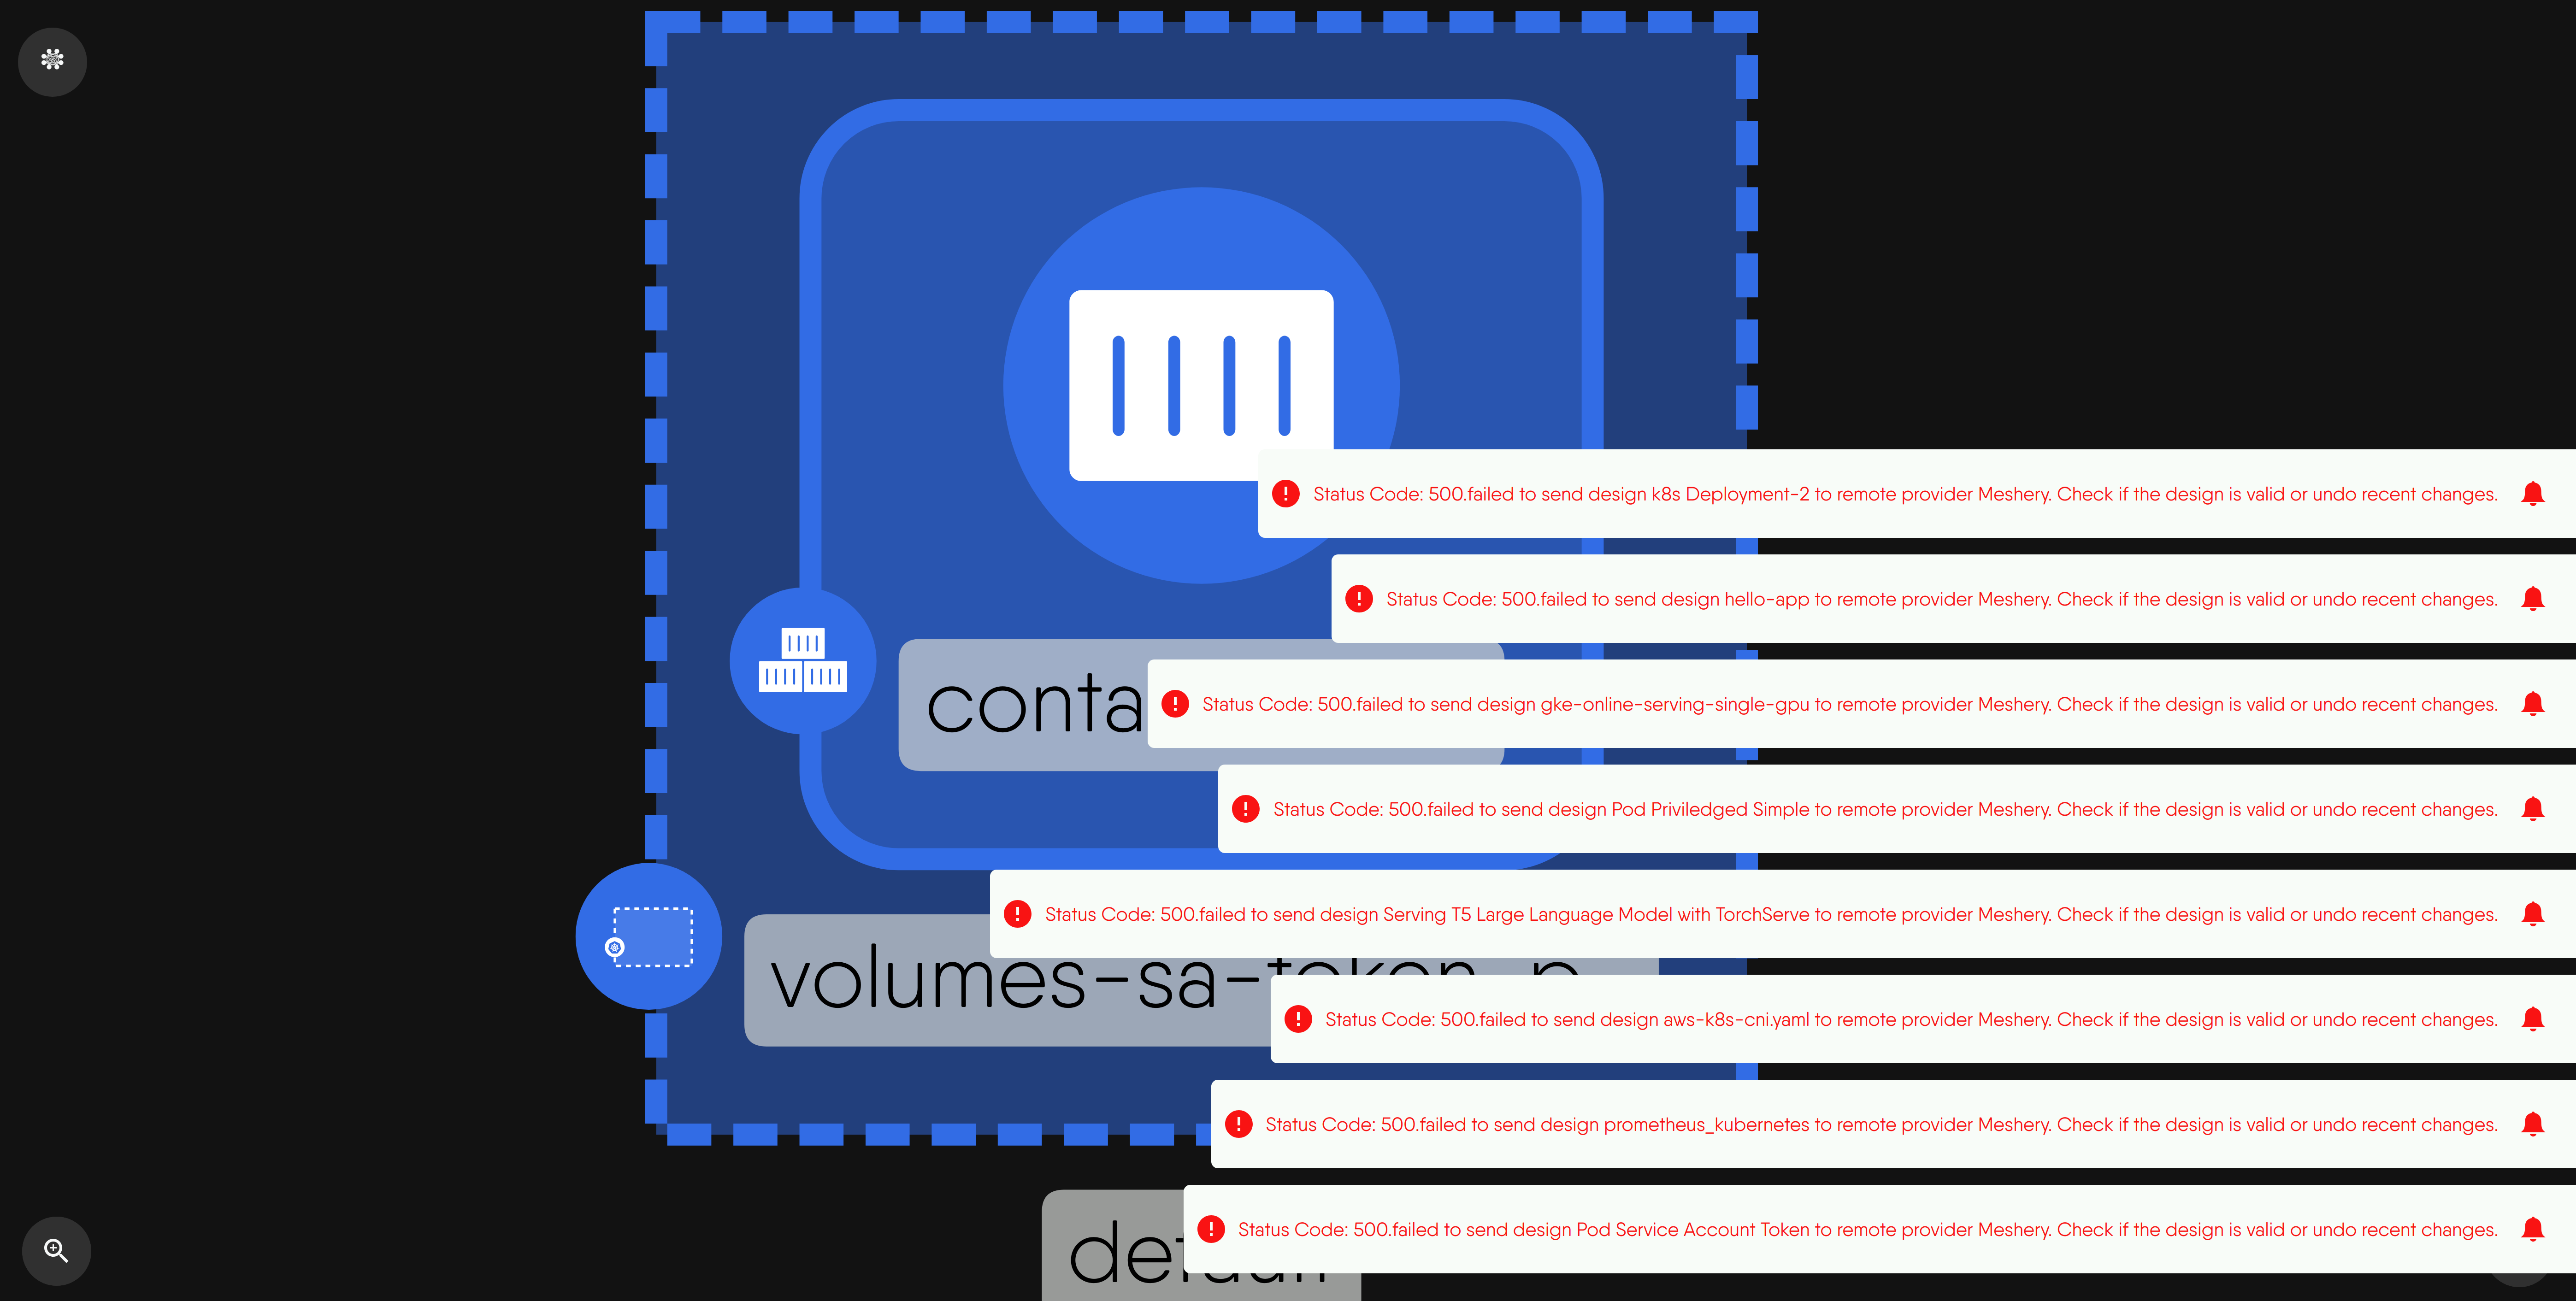 Status Code: 500.failed to send design k8s Deployment-2 to remote provider Meshery. Check if the design is valid or undo recent changes.
Status Code: 500.failed to send design hello-app to remote provider Meshery. Check if the design is valid or undo recent changes.
conta
Status Code: 500.failed to send design gke-online-serving-single-gpu to remote provider Meshery. Check if the design is valid or undo recent changes.
Status Code: 500.failed to send design Pod Priviledged Simple to remote provider Meshery. Check if the design is valid or undo recent changes.
Status Code: 500.failed to send design Serving T5 Large Language Model with TorchServe to remote provider Meshery. Check if the design is valid or undo recent changes.
volumes-sa-token-p
Status Code: 500.failed to send design aws-k8s-cni.yaml to remote provider Meshery. Check if the design is valid or undo recent changes.
Status Code: 500.failed to send design prometheus_kubernetes to remote provider Meshery. Check if the design is valid or undo recent changes.
Status Code: 500.failed to send design Pod Service Account Token to remote provider Meshery. Check if the design is valid or undo recent changes.
default